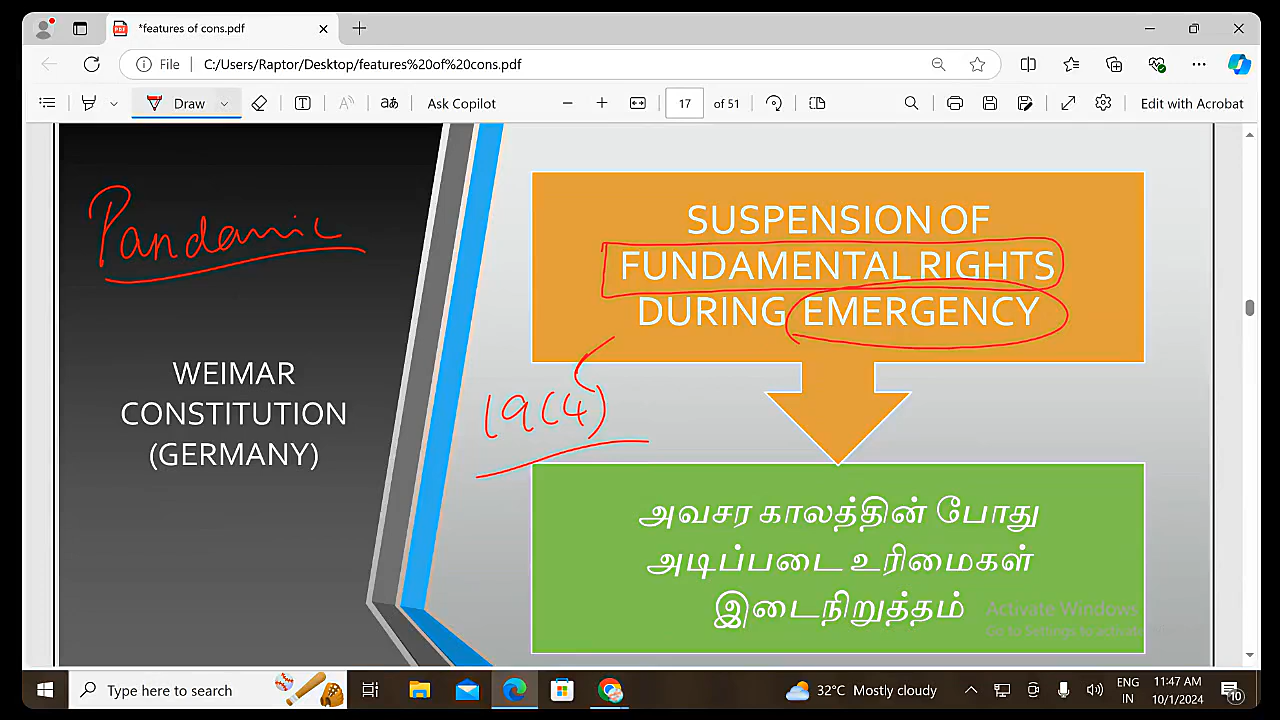 *features of cons.pdf
File
C:/Users/Raptor/Desktop/features%20of%20cons.pdf
Draw
Ask Copilot
17 of 51
Edit with Acrobat
Pandamic
WEIMAR
CONSTITUTION
(GERMANY)
SUSPENSION OF
FUNDAMENTAL RIGHTS
DURING EMERGENCY
19(4)
அவசர காலத்தின் போது
அடிப்படை உரிமைகள்
இடைநிறுத்தம்
Activate Windows
Go to Settings to activate
Type here to search
32°C Mostly cloudy
ENG
IN
11:47 AM
10/1/2024
10